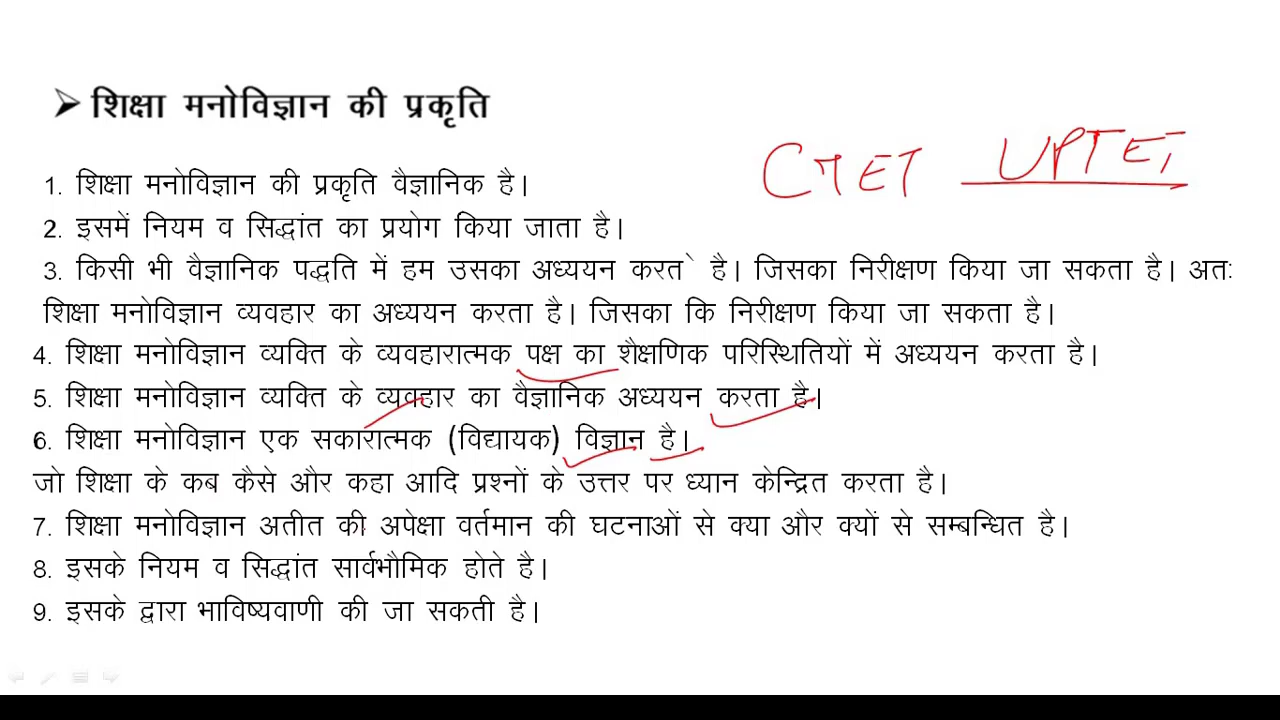 ➢ शिक्षा मनोविज्ञान की प्रकृति
CTET UPTET
1. शिक्षा मनोविज्ञान की प्रकृति वैज्ञानिक है।
2. इसमें नियम व सिद्धांत का प्रयोग किया जाता है।
3. किसी भी वैज्ञानिक पद्धति में हम उसका अध्ययन करते है। जिसका निरीक्षण किया जा सकता है। अतः
शिक्षा मनोविज्ञान व्यवहार का अध्ययन करता है। जिसका कि निरीक्षण किया जा सकता है।
4. शिक्षा मनोविज्ञान व्यक्ति के व्यवहारात्मक पक्ष का शैक्षणिक परिस्थितियों में अध्ययन करता है।
5. शिक्षा मनोविज्ञान व्यक्ति के व्यवहार का वैज्ञानिक अध्ययन करता है।
6. शिक्षा मनोविज्ञान एक सकारात्मक (विद्यायक) विज्ञान है।
जो शिक्षा के कब कैसे और कहा आदि प्रश्नों के उत्तर पर ध्यान केन्द्रित करता है।
7. शिक्षा मनोविज्ञान अतीत की अपेक्षा वर्तमान की घटनाओं से क्या और क्यों से सम्बन्धित है।
8. इसके नियम व सिद्धांत सार्वभौमिक होते है।
9. इसके द्वारा भाविष्यवाणी की जा सकती है।